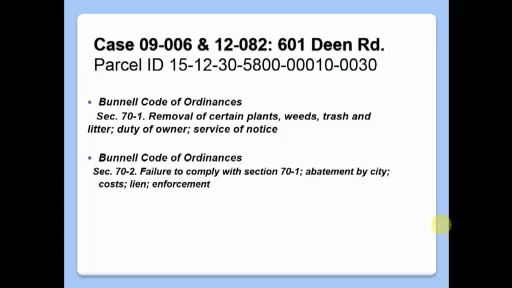 Case 09-006 & 12-082: 601 Deen Rd.
Parcel ID 15-12-30-5800-00010-0030
• Bunnell Code of Ordinances
Sec. 70-1. Removal of certain plants, weeds, trash and
litter; duty of owner; service of notice
• Bunnell Code of Ordinances
Sec. 70-2. Failure to comply with section 70-1; abatement by city;
costs; lien; enforcement